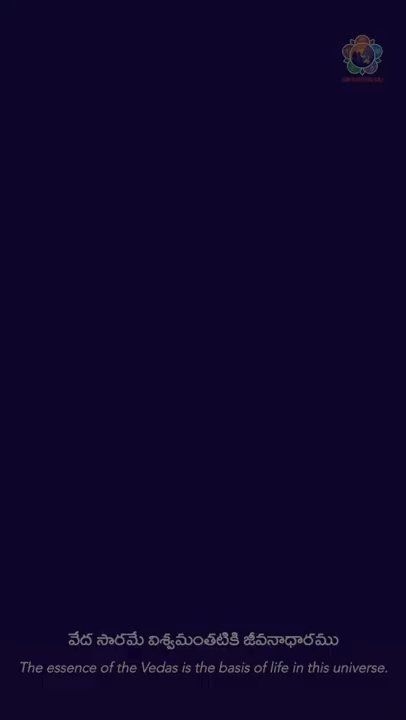 వేద సారమే విశ్వమంతటికి జీవనాధారము
The essence of the Vedas is the basis of life in this universe.